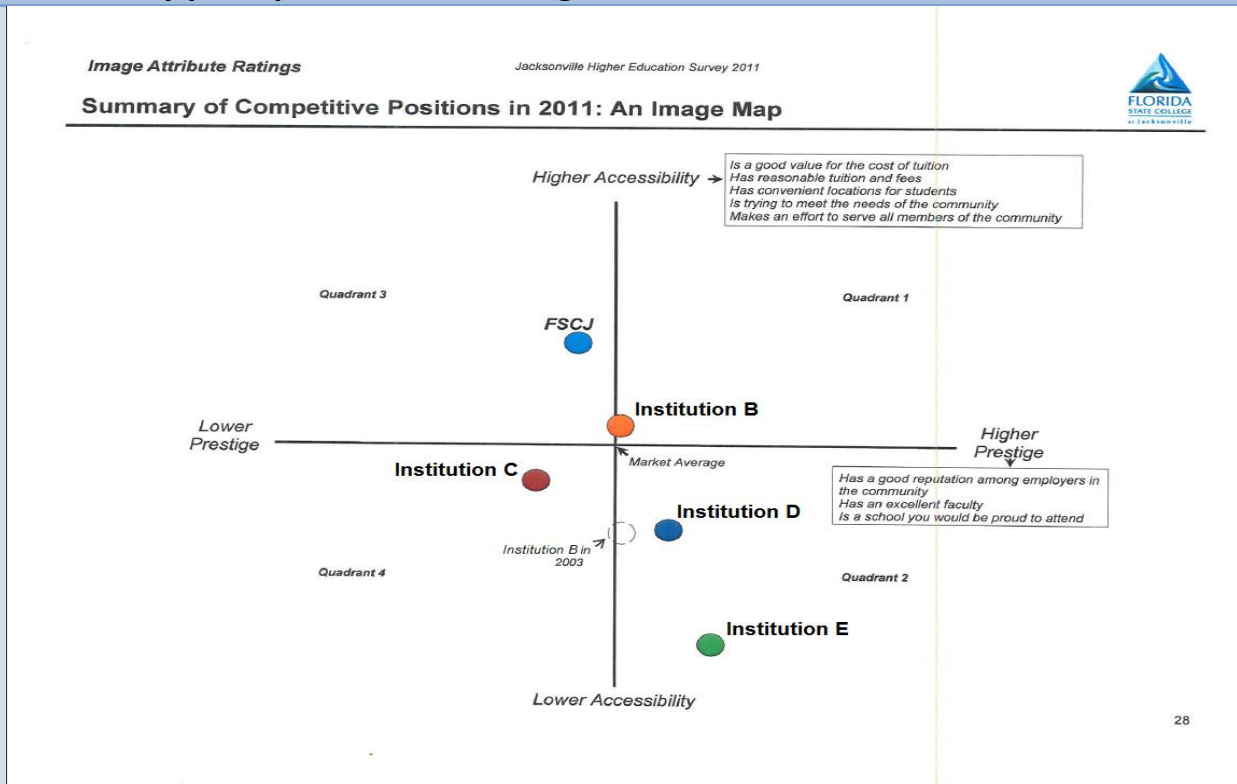 Image Attribute Ratings
Jacksonville Higher Education Survey 2011
Summary of Competitive Positions in 2011: An Image Map
FLORIDA
STATE COLLEGE
at Jacksonville
Higher Accessibility
Is a good value for the cost of tuition
Has reasonable tuition and fees
Has convenient locations for students
Is trying to meet the needs of the community
Makes an effort to serve all members of the community
Quadrant 3
Quadrant 1
FSCJ
Institution B
Lower
Prestige
Higher
Prestige
Market Average
Institution C
Has a good reputation among employers in
the community
Has an excellent faculty
Is a school you would be proud to attend
Institution D
Institution B in
2003
Quadrant 4
Quadrant 2
Institution E
Lower Accessibility
28